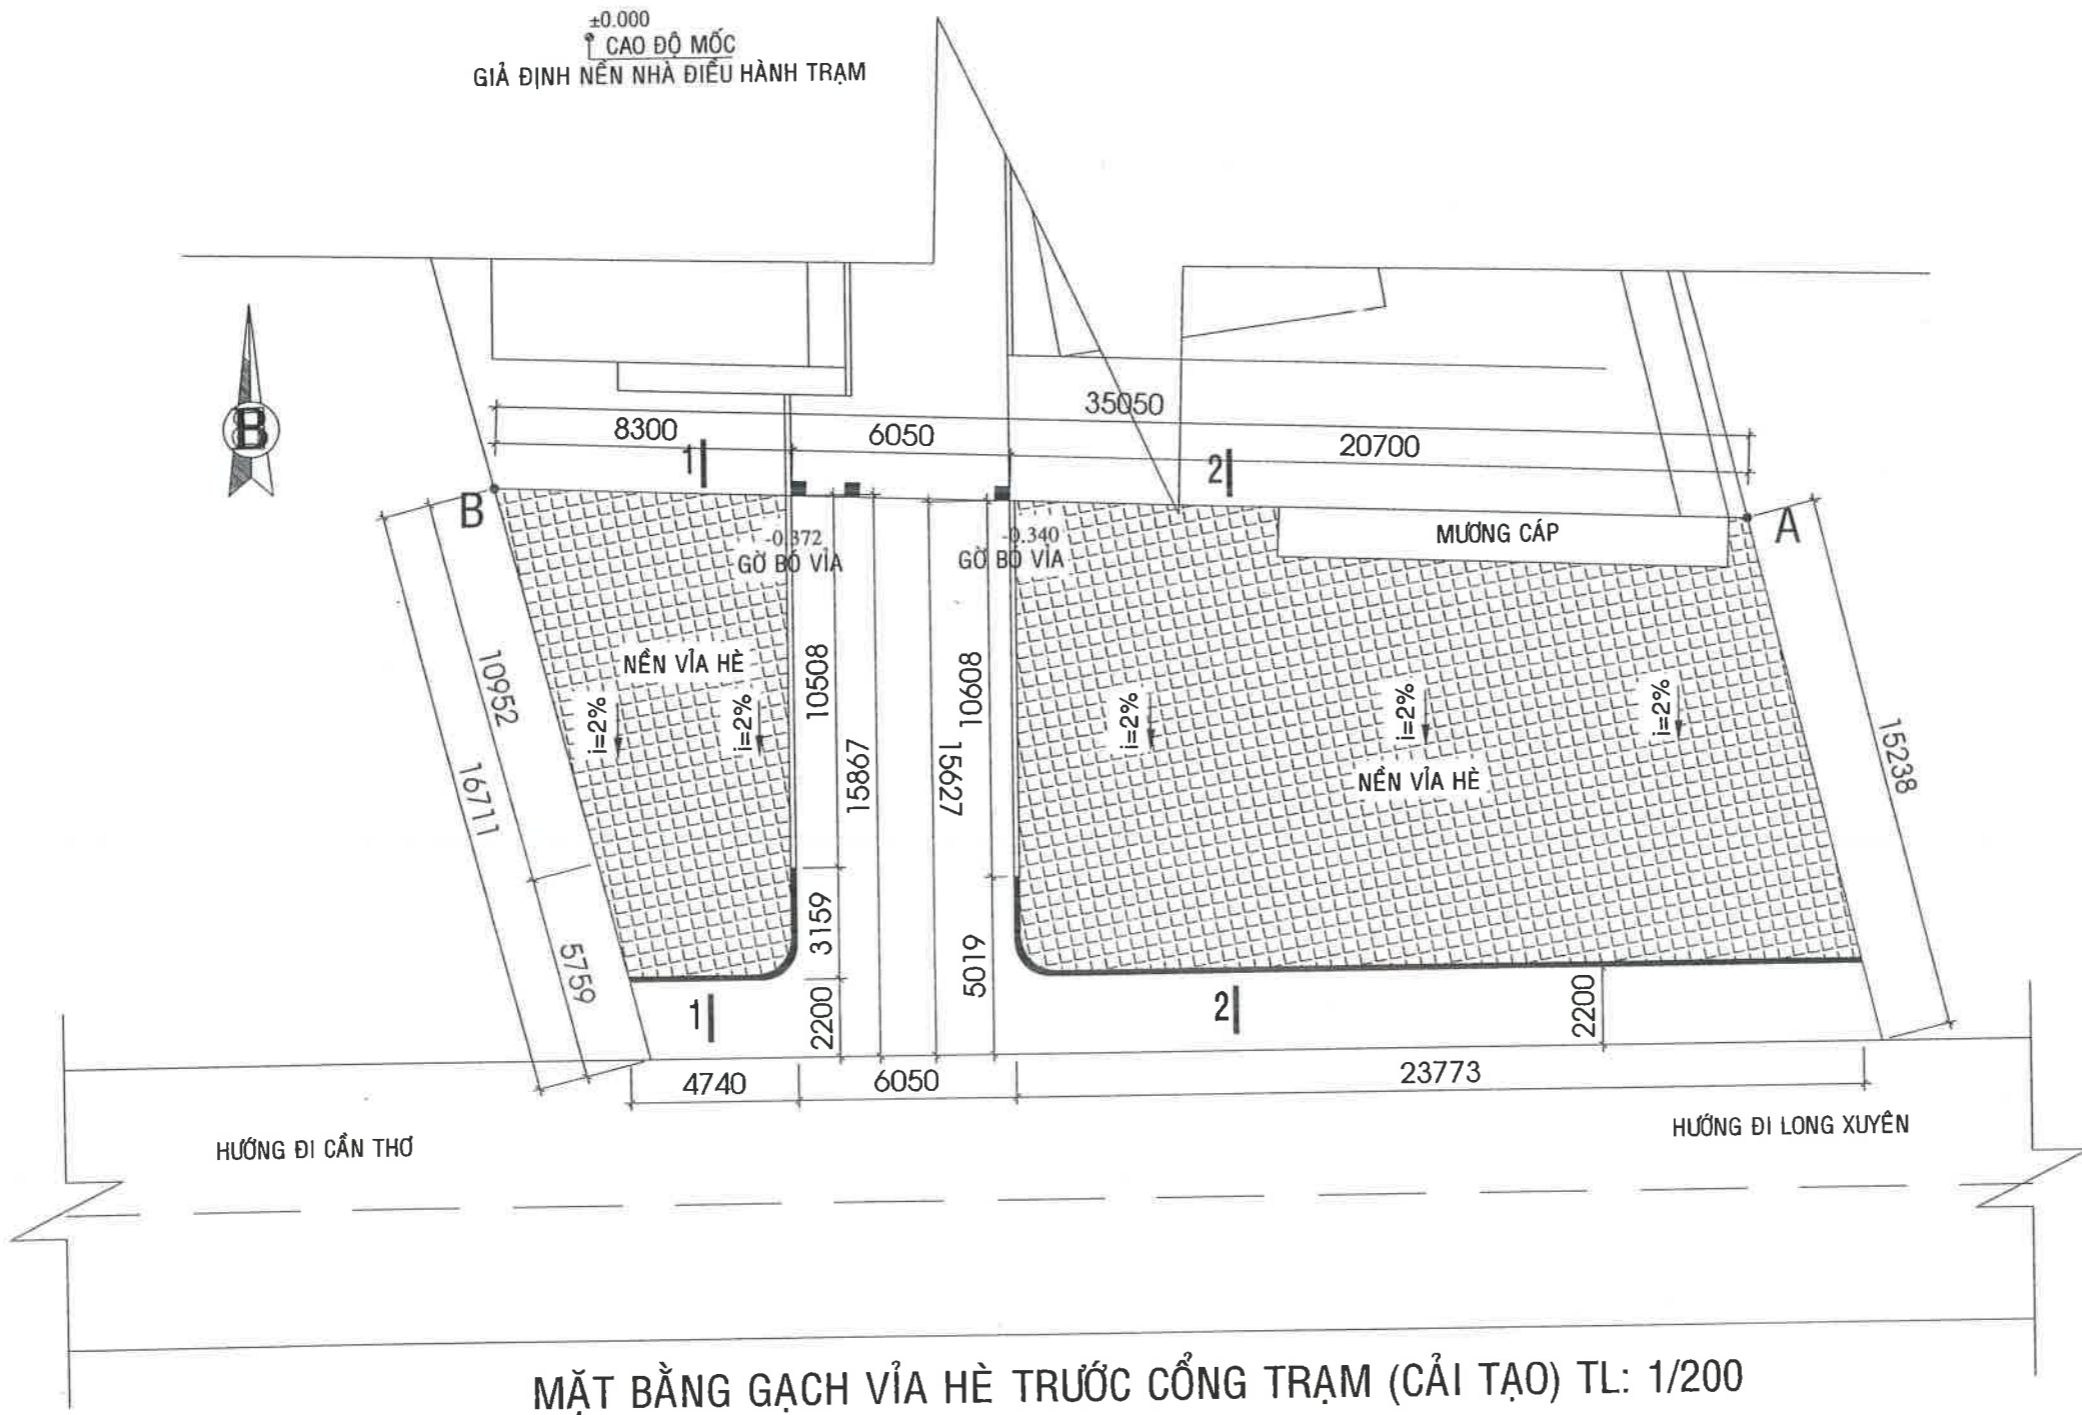 ±0.000
CAO ĐỘ MỐC
GIẢ ĐỊNH NỀN NHÀ ĐIỀU HÀNH TRẠM
B
35050
8300
6050
20700
1
2
B
A
MƯƠNG CÁP
-0.372
GỜ BÓ VỈA
-0.340
GỜ BÓ VỈA
NỀN VỈA HÈ
i=2%
i=2%
i=2%
i=2%
i=2%
NỀN VỈA HÈ
10952
16711
5759
10508
15867
3159
2200
15627
10608
5019
15238
2200
1
2
4740
6050
23773
HƯỚNG ĐI CẦN THƠ
HƯỚNG ĐI LONG XUYÊN
MẶT BẰNG GẠCH VỈA HÈ TRƯỚC CỔNG TRẠM (CẢI TẠO) TL: 1/200